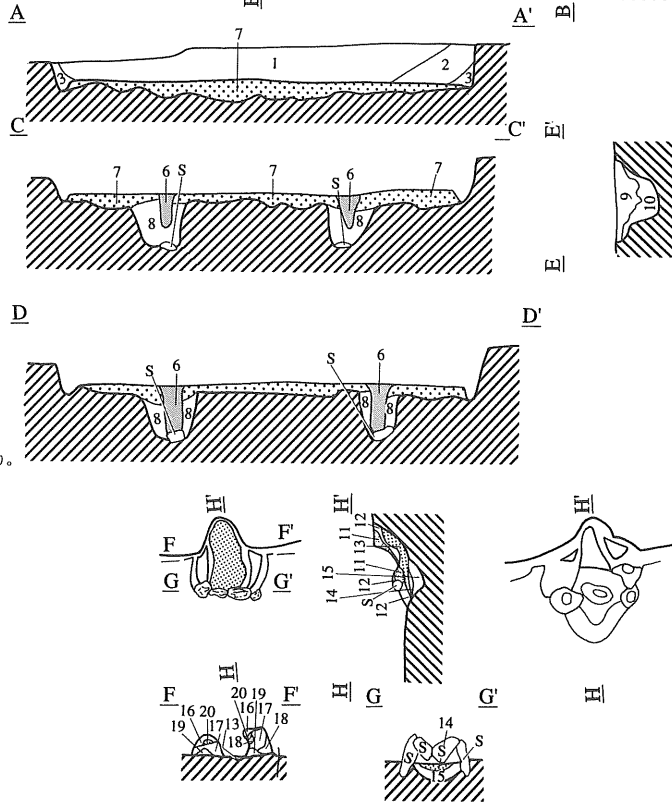 A A' B
7
1 2
3 3
C C' E'
7 6 S 7 S 6 7
8 8
9 10
E
D D'
S 6 S 6
8 8 8 8
。
H' H' H'
F F'
G G'
12
11
13
12
11
12
15
14
S
12
H H H
F F' G G'
16 20 19 17 13 18 20 16 19 17 18
14
S S S S
15